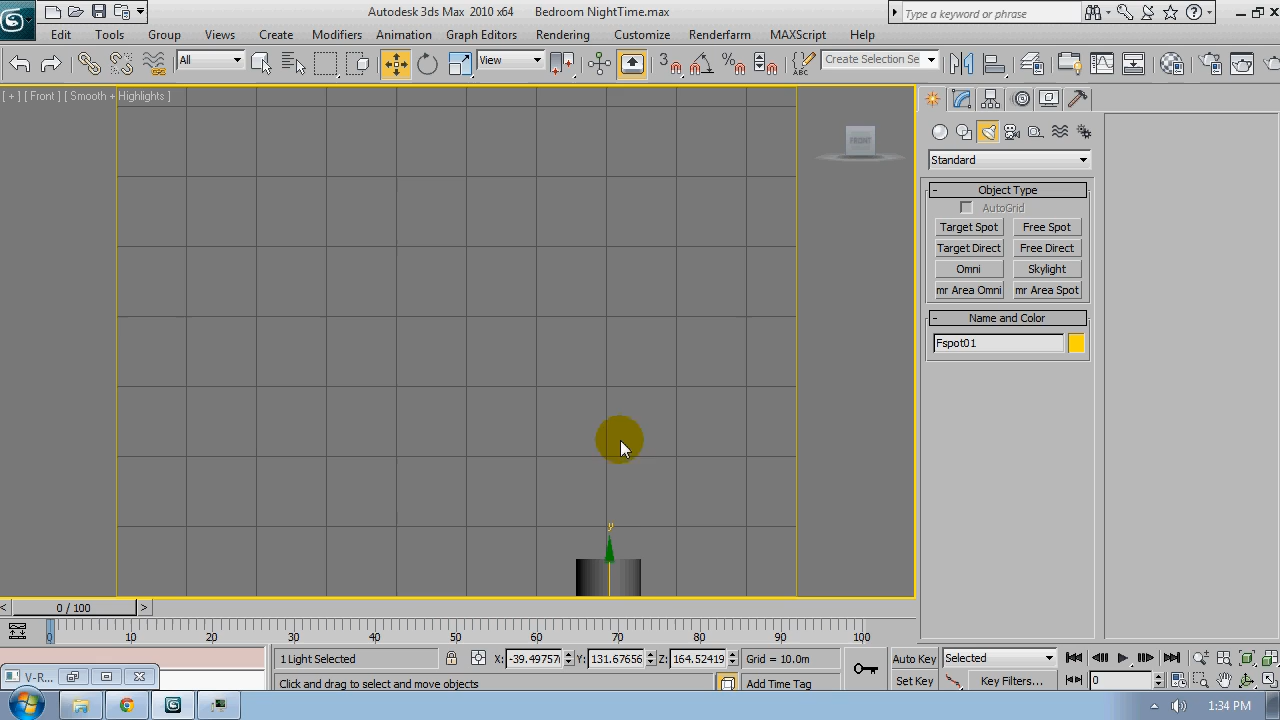 Autodesk 3ds Max 2010 x64 Bedroom NightTime.max
Type a keyword or phrase
Edit Tools Group Views Create Modifiers Animation Graph Editors Rendering Customize Renderfarm MAXScript Help
All View 3 ABC Create Selection Se
[ + ] [ Front ] [ Smooth + Highlights ]
FRONT
Standard
- Object Type
AutoGrid
Target Spot Free Spot
Target Direct Free Direct
Omni Skylight
mr Area Omni mr Area Spot
- Name and Color
Fspot01
y
< 0 / 100 >
0 10 20 30 40 50 60 70 80 90 100
1 Light Selected X: -39.49757 Y: 131.67656 Z: 164.52419 Grid = 10.0m Auto Key Selected
V-R...
Click and drag to select and move objects Add Time Tag Set Key Key Filters... 0
1:34 PM